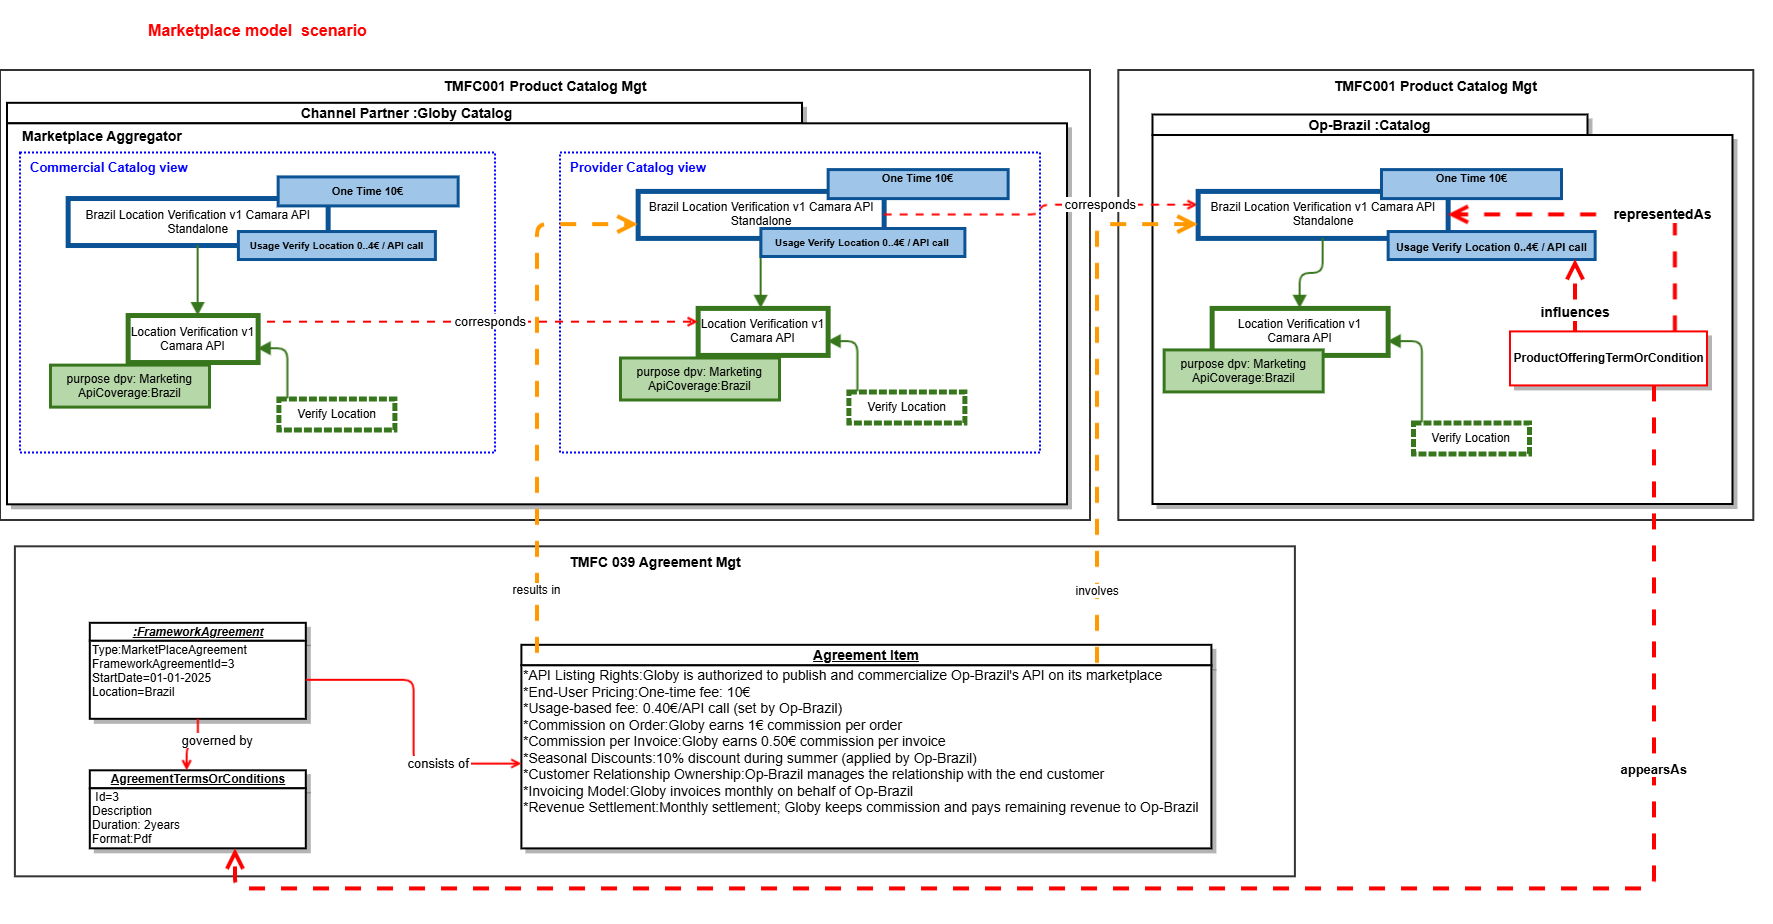 Marketplace model  scenario
TMFC001 Product Catalog Mgt
Channel Partner :Globy Catalog
Marketplace Aggregator
Commercial Catalog view
One Time 10€
Brazil Location Verification v1 Camara API
Standalone
Usage Verify Location 0..4€ / API call
Location Verification v1
Camara API
purpose dpv: Marketing
ApiCoverage:Brazil
Verify Location
corresponds
Provider Catalog view
One Time 10€
Brazil Location Verification v1 Camara API
Standalone
Usage Verify Location 0..4€ / API call
Location Verification v1
Camara API
purpose dpv: Marketing
ApiCoverage:Brazil
Verify Location
corresponds
TMFC001 Product Catalog Mgt
Op-Brazil :Catalog
One Time 10€
Brazil Location Verification v1 Camara API
Standalone
representedAs
Usage Verify Location 0..4€ / API call
influences
Location Verification v1
Camara API
ProductOfferingTermOrCondition
purpose dpv: Marketing
ApiCoverage:Brazil
Verify Location
TMFC 039 Agreement Mgt
results in
involves
:FrameworkAgreement
Type:MarketPlaceAgreement
FrameworkAgreementId=3
StartDate=01-01-2025
Location=Brazil
governed by
AgreementTermsOrConditions
Id=3
Description
Duration: 2years
Format:Pdf
consists of
Agreement Item
*API Listing Rights:Globy is authorized to publish and commercialize Op-Brazil's API on its marketplace
*End-User Pricing:One-time fee: 10€
*Usage-based fee: 0.40€/API call (set by Op-Brazil)
*Commission on Order:Globy earns 1€ commission per order
*Commission per Invoice:Globy earns 0.50€ commission per invoice
*Seasonal Discounts:10% discount during summer (applied by Op-Brazil)
*Customer Relationship Ownership:Op-Brazil manages the relationship with the end customer
*Invoicing Model:Globy invoices monthly on behalf of Op-Brazil
*Revenue Settlement:Monthly settlement; Globy keeps commission and pays remaining revenue to Op-Brazil
appearsAs